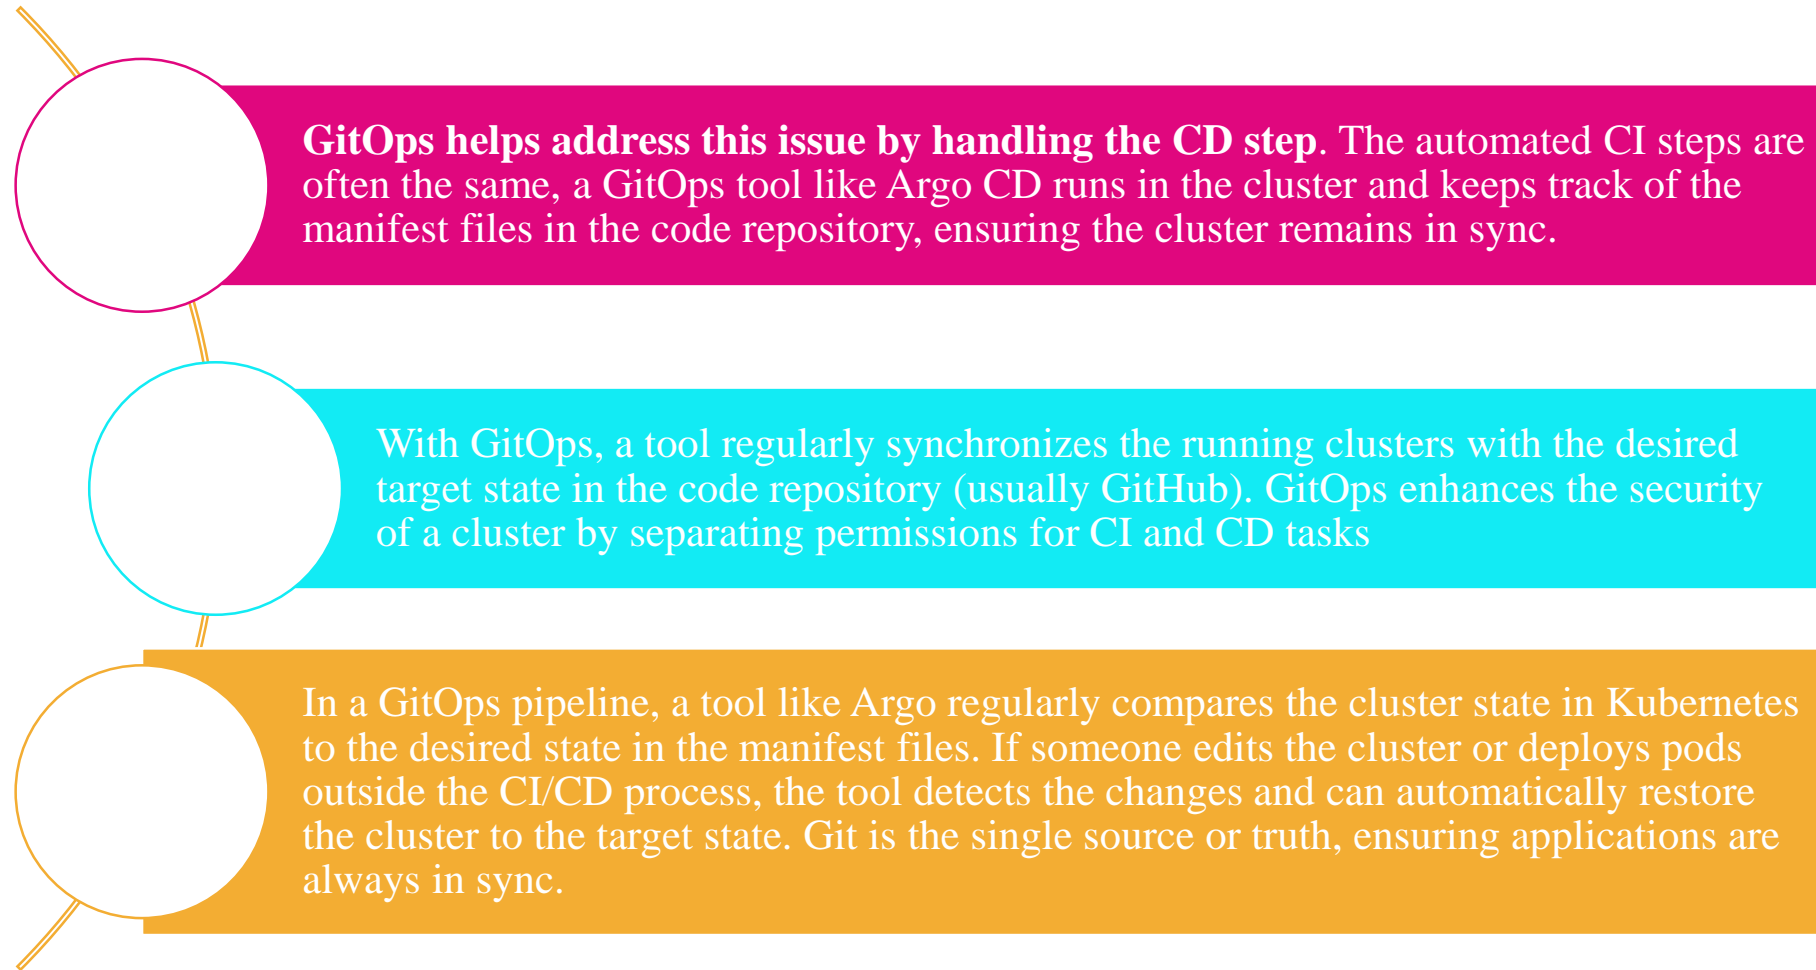 GitOps helps address this issue by handling the CD step. The automated CI steps are
often the same, a GitOps tool like Argo CD runs in the cluster and keeps track of the
manifest files in the code repository, ensuring the cluster remains in sync.
With GitOps, a tool regularly synchronizes the running clusters with the desired
target state in the code repository (usually GitHub). GitOps enhances the security
of a cluster by separating permissions for CI and CD tasks
In a GitOps pipeline, a tool like Argo regularly compares the cluster state in Kubernetes
to the desired state in the manifest files. If someone edits the cluster or deploys pods
outside the CI/CD process, the tool detects the changes and can automatically restore
the cluster to the target state. Git is the single source or truth, ensuring applications are
always in sync.